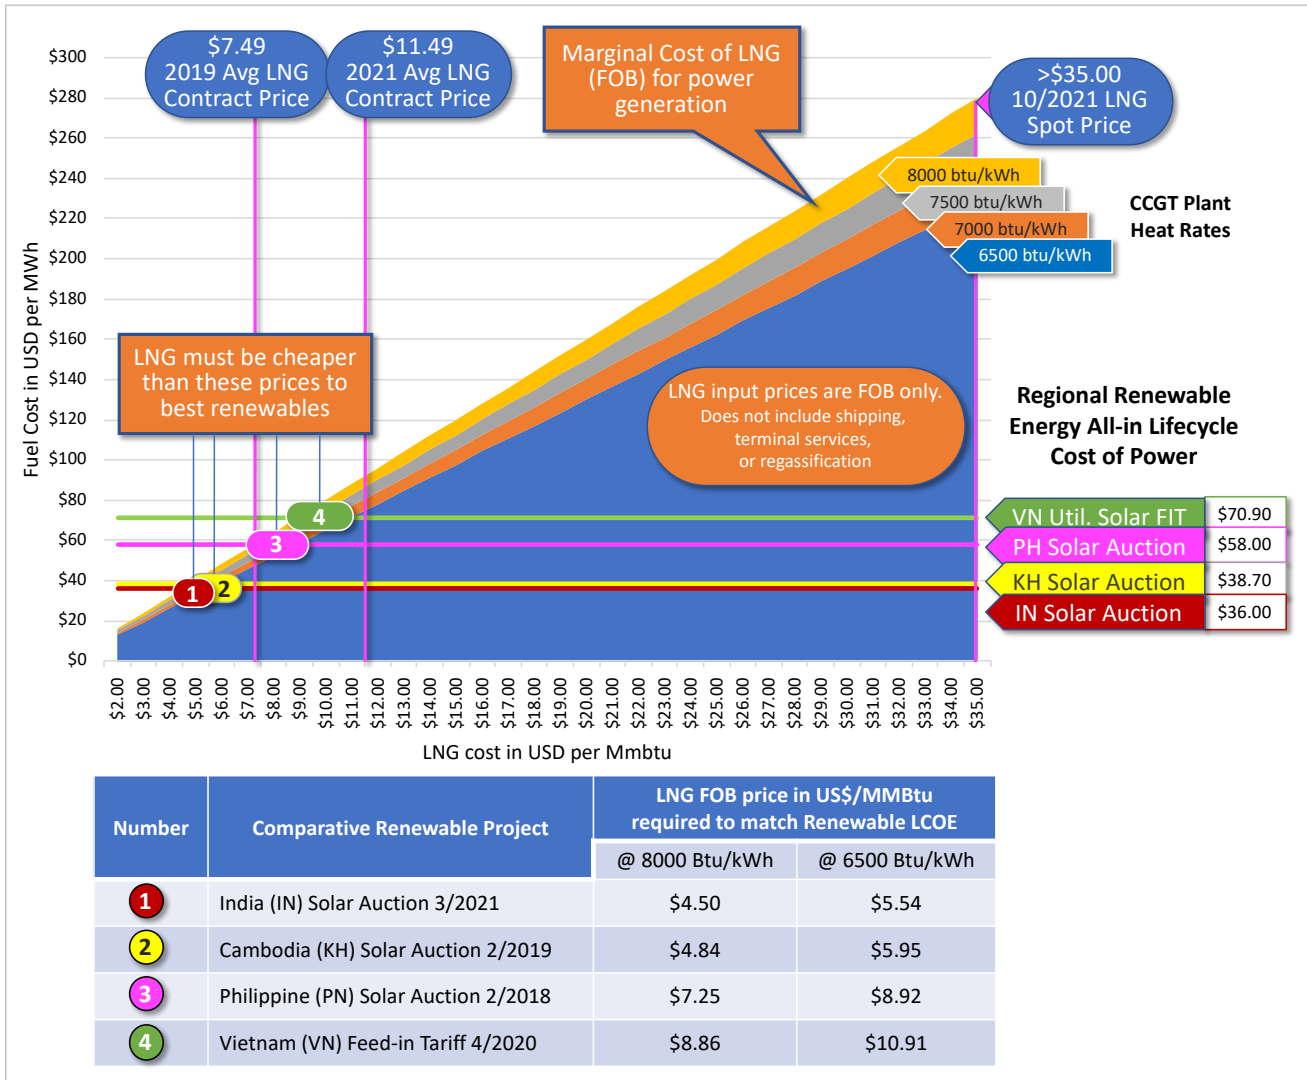 $7.49
2019 Avg LNG
Contract Price
$11.49
2021 Avg LNG
Contract Price
Marginal Cost of LNG
(FOB) for power
generation
>$35.00
10/2021 LNG
Spot Price
Fuel Cost in USD per MWh
$300
$280
$260
$240
$220
$200
$180
$160
$140
$120
$100
$80
$60
$40
$20
$0
8000 btu/kWh
7500 btu/kWh
7000 btu/kWh
6500 btu/kWh
CCGT Plant
Heat Rates
LNG must be cheaper
than these prices to
best renewables
LNG input prices are FOB only.
Does not include shipping,
terminal services,
or regassification
Regional Renewable
Energy All-in Lifecycle
Cost of Power
1
2
3
4
VN Util. Solar FIT $70.90
PH Solar Auction $58.00
KH Solar Auction $38.70
IN Solar Auction $36.00
$2.00
$3.00
$4.00
$5.00
$6.00
$7.00
$8.00
$9.00
$10.00
$11.00
$12.00
$13.00
$14.00
$15.00
$16.00
$17.00
$18.00
$19.00
$20.00
$21.00
$22.00
$23.00
$24.00
$25.00
$26.00
$27.00
$28.00
$29.00
$30.00
$31.00
$32.00
$33.00
$34.00
$35.00
LNG cost in USD per Mmbtu
Number
Comparative Renewable Project
LNG FOB price in US$/MMBtu
required to match Renewable LCOE
@ 8000 Btu/kWh @ 6500 Btu/kWh
1 India (IN) Solar Auction 3/2021 $4.50 $5.54
2 Cambodia (KH) Solar Auction 2/2019 $4.84 $5.95
3 Philippine (PN) Solar Auction 2/2018 $7.25 $8.92
4 Vietnam (VN) Feed-in Tariff 4/2020 $8.86 $10.91